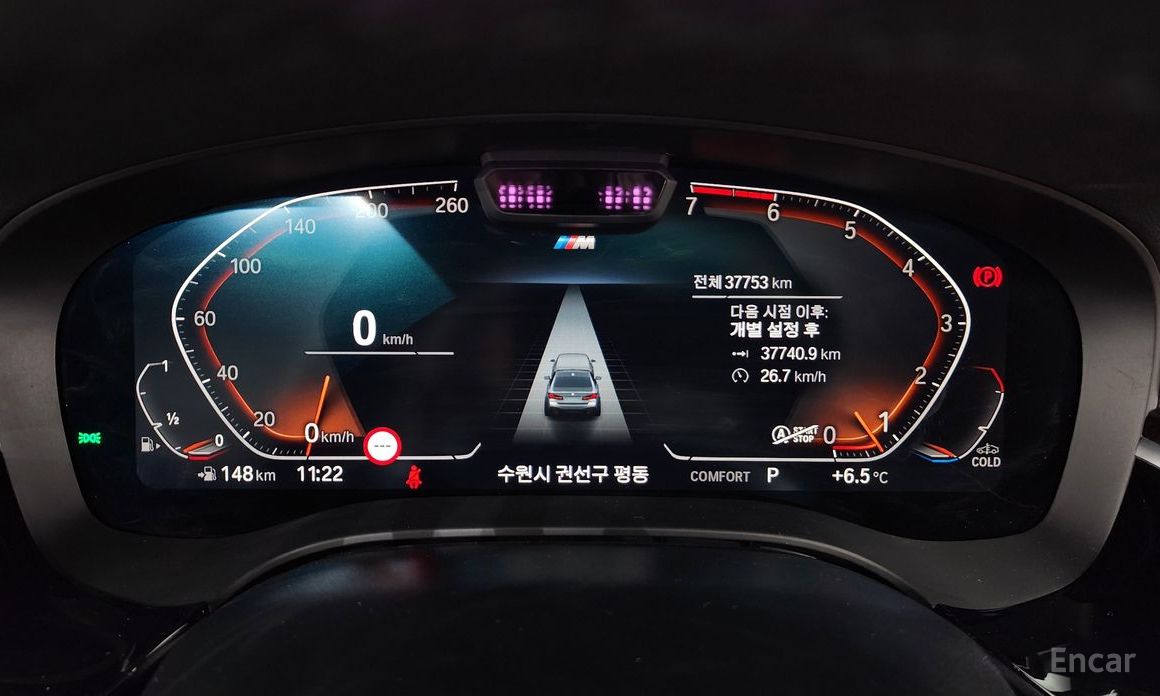 260
200
140
100
60
40
20
0 km/h
0 km/h
1
½
0
148 km
11:22
---
M
수원시 권선구 평동
전체 37753 km
다음 시점 이후:
개별 설정 후
37740.9 km
26.7 km/h
7
6
5
4
3
2
1
0
A START
STOP
P
COLD
COMFORT P
+6.5 °C
Encar